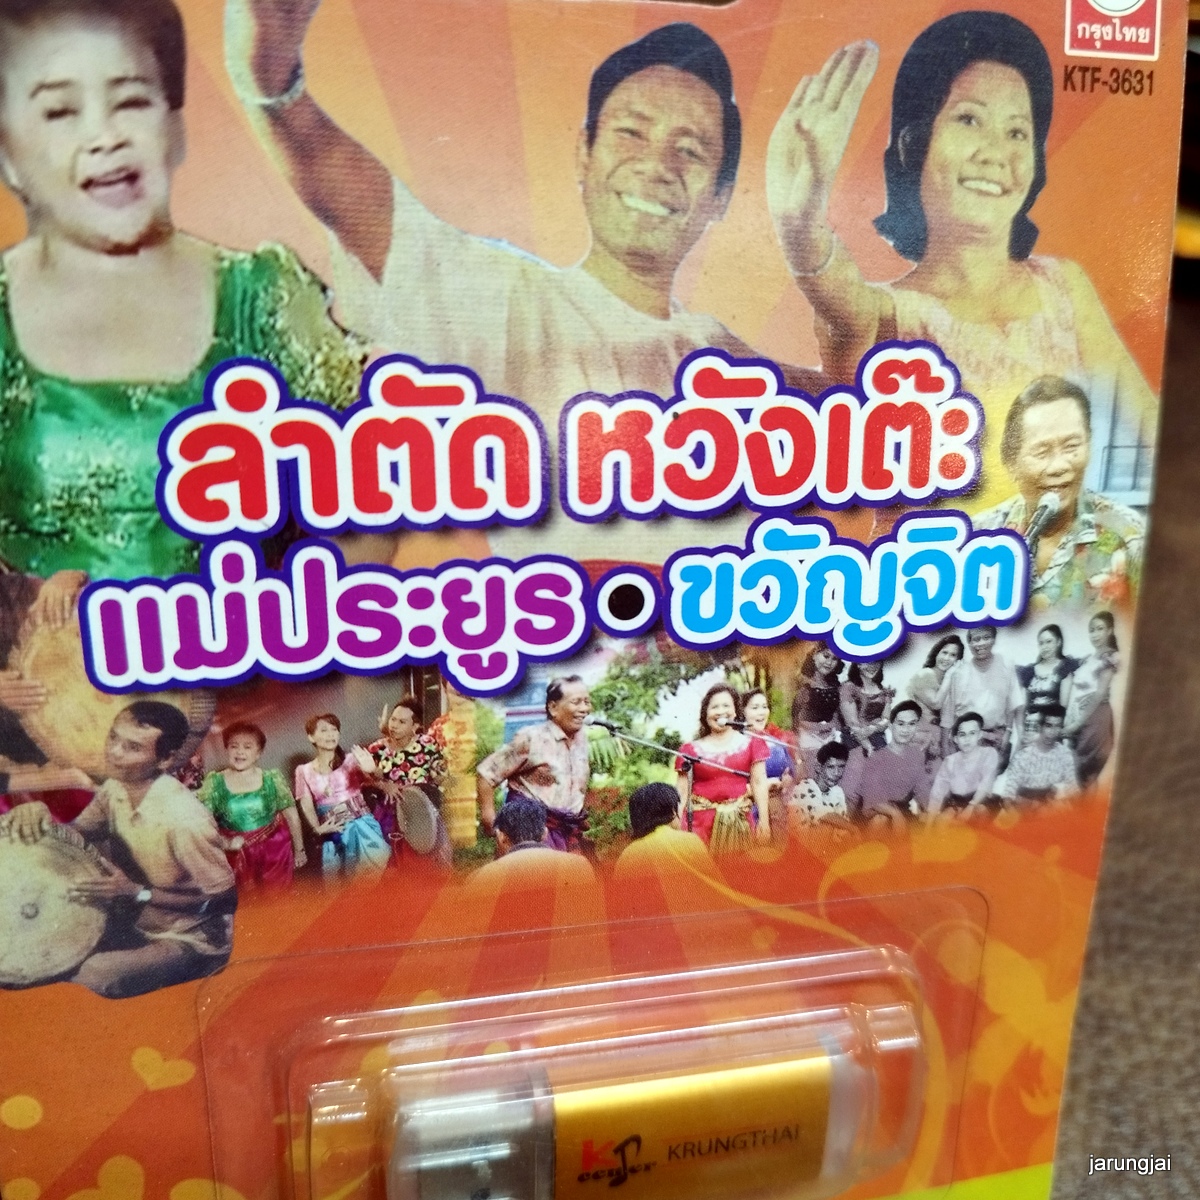 กรุงไทย
KTF-3631
ลำตัด หวังเต๊ะ
แม่ประยูร • ขวัญจิต
KRUNGTHAI
center
jarungjai